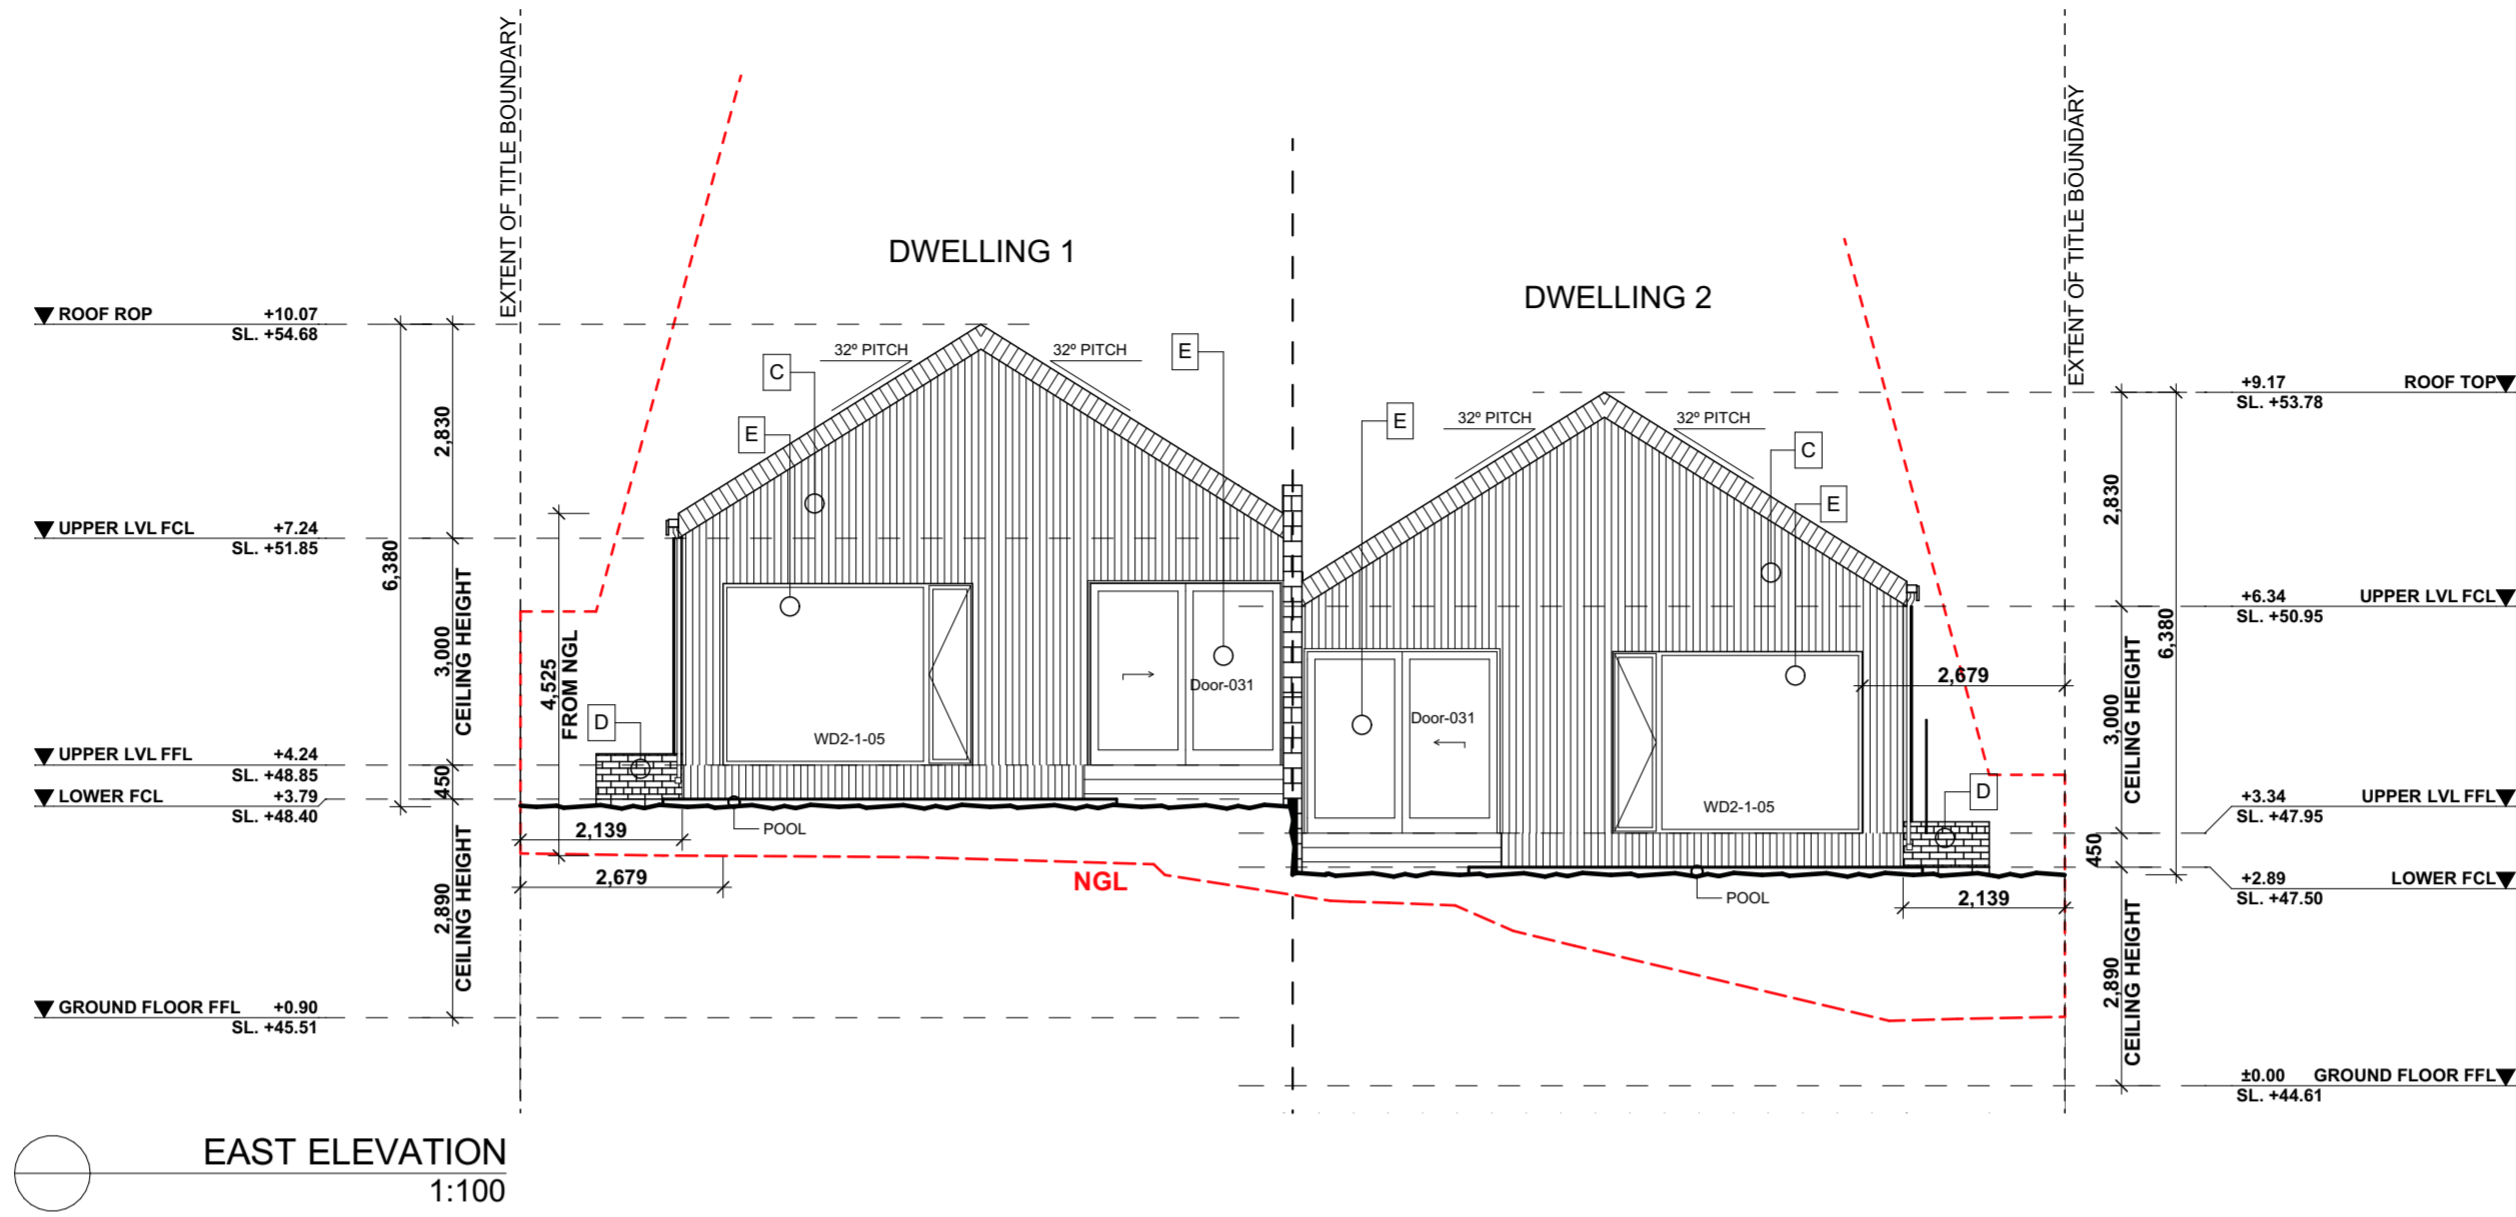 EXTENT OF TITLE BOUNDARY
EXTENT OF TITLE BOUNDARY
DWELLING 1
DWELLING 2
ROOF ROP +10.07
SL. +54.68
UPPER LVL FCL +7.24
SL. +51.85
UPPER LVL FFL +4.24
SL. +48.85
LOWER FCL +3.79
SL. +48.40
GROUND FLOOR FFL +0.90
SL. +45.51
6,380
2,830
3,000
CEILING HEIGHT
450
2,890
CEILING HEIGHT
4,525
FROM NGL
32º PITCH
32º PITCH
C
E
E
D
WD2-1-05
Door-031
POOL
2,139
2,679
NGL
32º PITCH
32º PITCH
E
C
E
D
Door-031
WD2-1-05
POOL
2,679
2,139
2,830
3,000
CEILING HEIGHT
450
2,890
CEILING HEIGHT
6,380
+9.17 ROOF TOP
SL. +53.78
+6.34 UPPER LVL FCL
SL. +50.95
+3.34 UPPER LVL FFL
SL. +47.95
+2.89 LOWER FCL
SL. +47.50
±0.00 GROUND FLOOR FFL
SL. +44.61
EAST ELEVATION
1:100